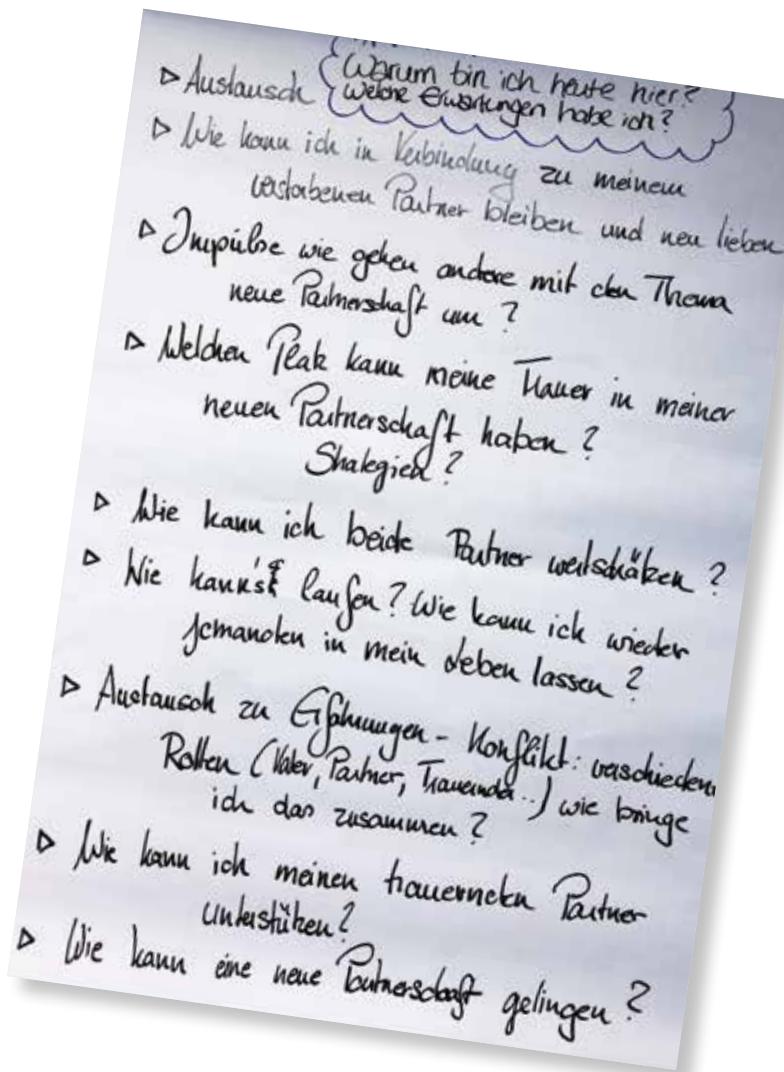 Warum bin ich heute hier?
welche Erwartungen habe ich?
▷ Austausch
▷ Wie kann ich in Verbindung zu meinem
verstorbenen Partner bleiben und neu lieben
▷ Impulse wie gehen andere mit den Thema
neue Partnerschaft um?
▷ Welchen Platz kann meine Trauer in meiner
neuen Partnerschaft haben?
Strategien?
▷ Wie kann ich beide Partner wertschätzen?
▷ Wie kann's laufen? Wie kann ich wieder
jemanden in mein Leben lassen?
▷ Austausch zu Erfahrungen - Konflikt: verschiedene
Rollen (Vater, Partner, Trauender..) wie bringe
ich das zusammen?
▷ Wie kann ich meinen trauernden Partner
unterstützen?
▷ Wie kann eine neue Partnerschaft gelingen?